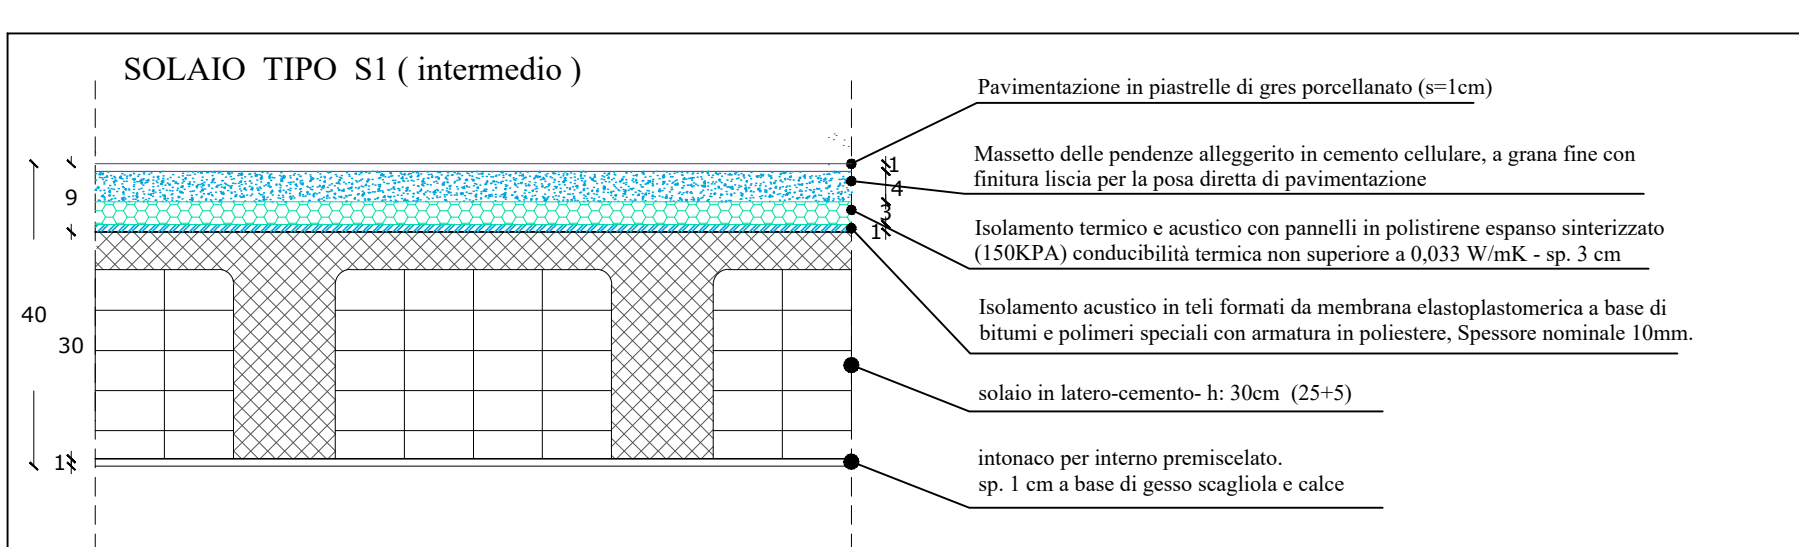 SOLAIO TIPO S1 ( intermedio )
Pavimentazione in piastrelle di gres porcellanato (s=1cm)
Massetto delle pendenze alleggerito in cemento cellulare, a grana fine con
finitura liscia per la posa diretta di pavimentazione
Isolamento termico e acustico con pannelli in polistirene espanso sinterizzato
(150KPA) conducibilità termica non superiore a 0,033 W/mK - sp. 3 cm
Isolamento acustico in teli formati da membrana elastoplastomerica a base di
bitumi e polimeri speciali con armatura in poliestere, Spessore nominale 10mm.
solaio in latero-cemento- h: 30cm (25+5)
intonaco per interno premiscelato.
sp. 1 cm a base di gesso scagliola e calce
1
4
3
1
9
40
30
1